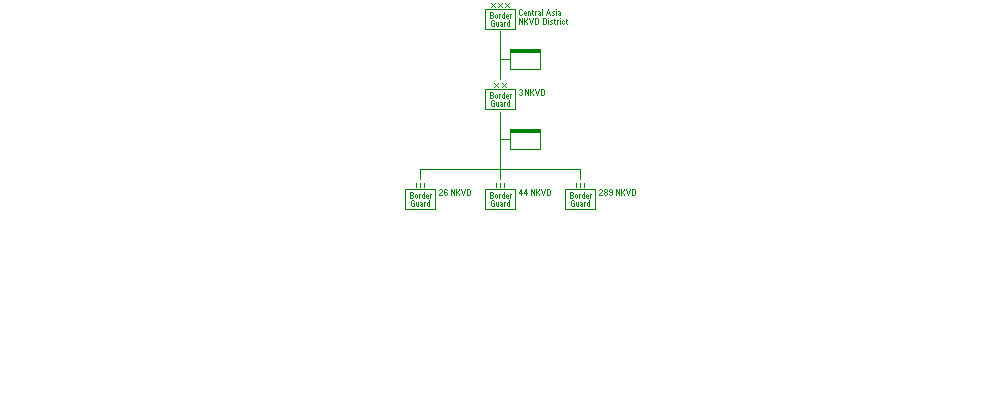 XXX
Border
Guard
Central Asia
NKVD District
XX
Border
Guard
3 NKVD
III
Border
Guard
26 NKVD
III
Border
Guard
44 NKVD
III
Border
Guard
289 NKVD